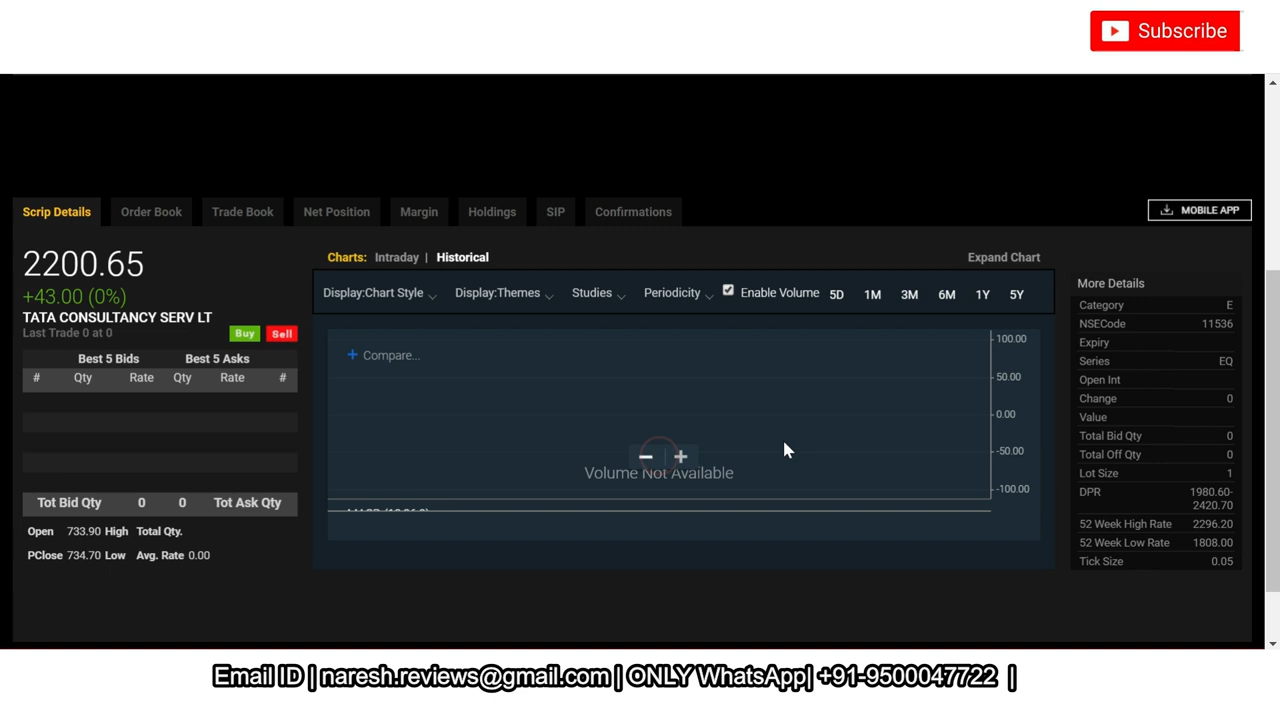 Subscribe
Scrip Details Order Book Trade Book Net Position Margin Holdings SIP Confirmations MOBILE APP
2200.65
+43.00 (0%)
TATA CONSULTANCY SERV LT
Last Trade 0 at 0 Buy Sell
Best 5 Bids Best 5 Asks
# Qty Rate Qty Rate #
Tot Bid Qty 0 0 Tot Ask Qty
Open 733.90 High Total Qty.
PClose 734.70 Low Avg. Rate 0.00
Charts: Intraday | Historical Expand Chart
Display:Chart Style Display:Themes Studies Periodicity Enable Volume 5D 1M 3M 6M 1Y 5Y
+ Compare...
100.00
50.00
0.00
-50.00
-100.00
− +
Volume Not Available
More Details
Category E
NSECode 11536
Expiry
Series EQ
Open Int
Change 0
Value
Total Bid Qty 0
Total Off Qty 0
Lot Size 1
DPR 1980.60-
2420.70
52 Week High Rate 2296.20
52 Week Low Rate 1808.00
Tick Size 0.05
Email ID | naresh.reviews@gmail.com | ONLY WhatsApp| +91-9500047722 |